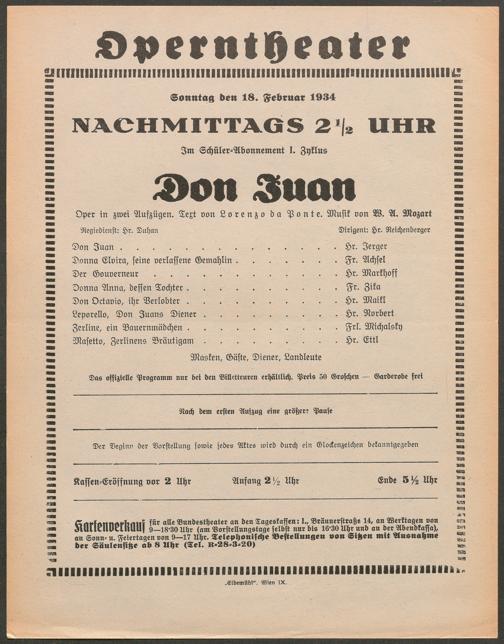 Operntheater
Sonntag den 18. Februar 1934
NACHMITTAGS 2 1/2 UHR
Im Schüler-Abonnement I. Zyklus
Don Juan
Oper in zwei Aufzügen. Text von Lorenzo da Ponte. Musik von W. A. Mozart
Regiedienst: Hr. Duhan Dirigent: Hr. Reichenberger
Don Juan . . . . . . . . . . . . . Hr. Jerger
Donna Elvira, seine verlassene Gemahlin . . . . . . Fr. Achsel
Der Gouverneur . . . . . . . . . . . . Hr. Markhoff
Donna Anna, dessen Tochter . . . . . . . . . Fr. Zika
Don Octavio, ihr Verlobter . . . . . . . . . . Hr. Maikl
Leporello, Don Juans Diener . . . . . . . . . Hr. Norbert
Zerline, ein Bauernmädchen . . . . . . . . . Frl. Michalsky
Masetto, Zerlinens Bräutigam . . . . . . . . . Hr. Ettl
Masken, Gäste, Diener, Landleute
Das offizielle Programm nur bei den Billetteuren erhältlich. Preis 50 Groschen — Garderobe frei
Nach dem ersten Aufzug eine größere Pause
Der Beginn der Vorstellung sowie jedes Aktes wird durch ein Glockenzeichen bekanntgegeben
Kassen-Eröffnung vor 2 Uhr Anfang 2 1/2 Uhr Ende 5 1/2 Uhr
Kartenverkauf für alle Bundestheater an den Tageskassen: I., Bräunerstraße 14, an Werktagen von
9—18·30 Uhr (am Vorstellungstage selbst nur bis 16·30 Uhr und an der Abendkassa),
an Sonn- u. Feiertagen von 9—17 Uhr. Telephonische Bestellungen von Sitzen mit Ausnahme
der Säulensitze ab 8 Uhr (Tel. R-28-3-20)
„Elbemühl“, Wien IX.